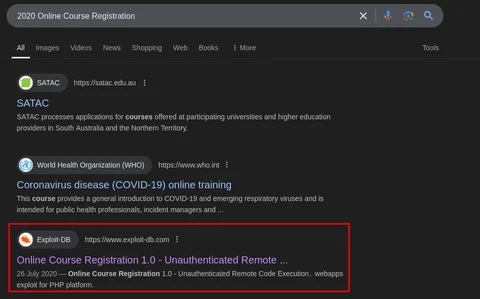 2020 Online Course Registration
All Images Videos News Shopping Web Books More Tools
SATAC https://satac.edu.au
SATAC
SATAC processes applications for courses offered at participating universities and higher education
providers in South Australia and the Northern Territory.
World Health Organization (WHO) https://www.who.int
Coronavirus disease (COVID-19) online training
This course provides a general introduction to COVID-19 and emerging respiratory viruses and is
intended for public health professionals, incident managers and ...
Exploit-DB https://www.exploit-db.com
Online Course Registration 1.0 - Unauthenticated Remote ...
26 July 2020 — Online Course Registration 1.0 - Unauthenticated Remote Code Execution.. webapps
exploit for PHP platform.